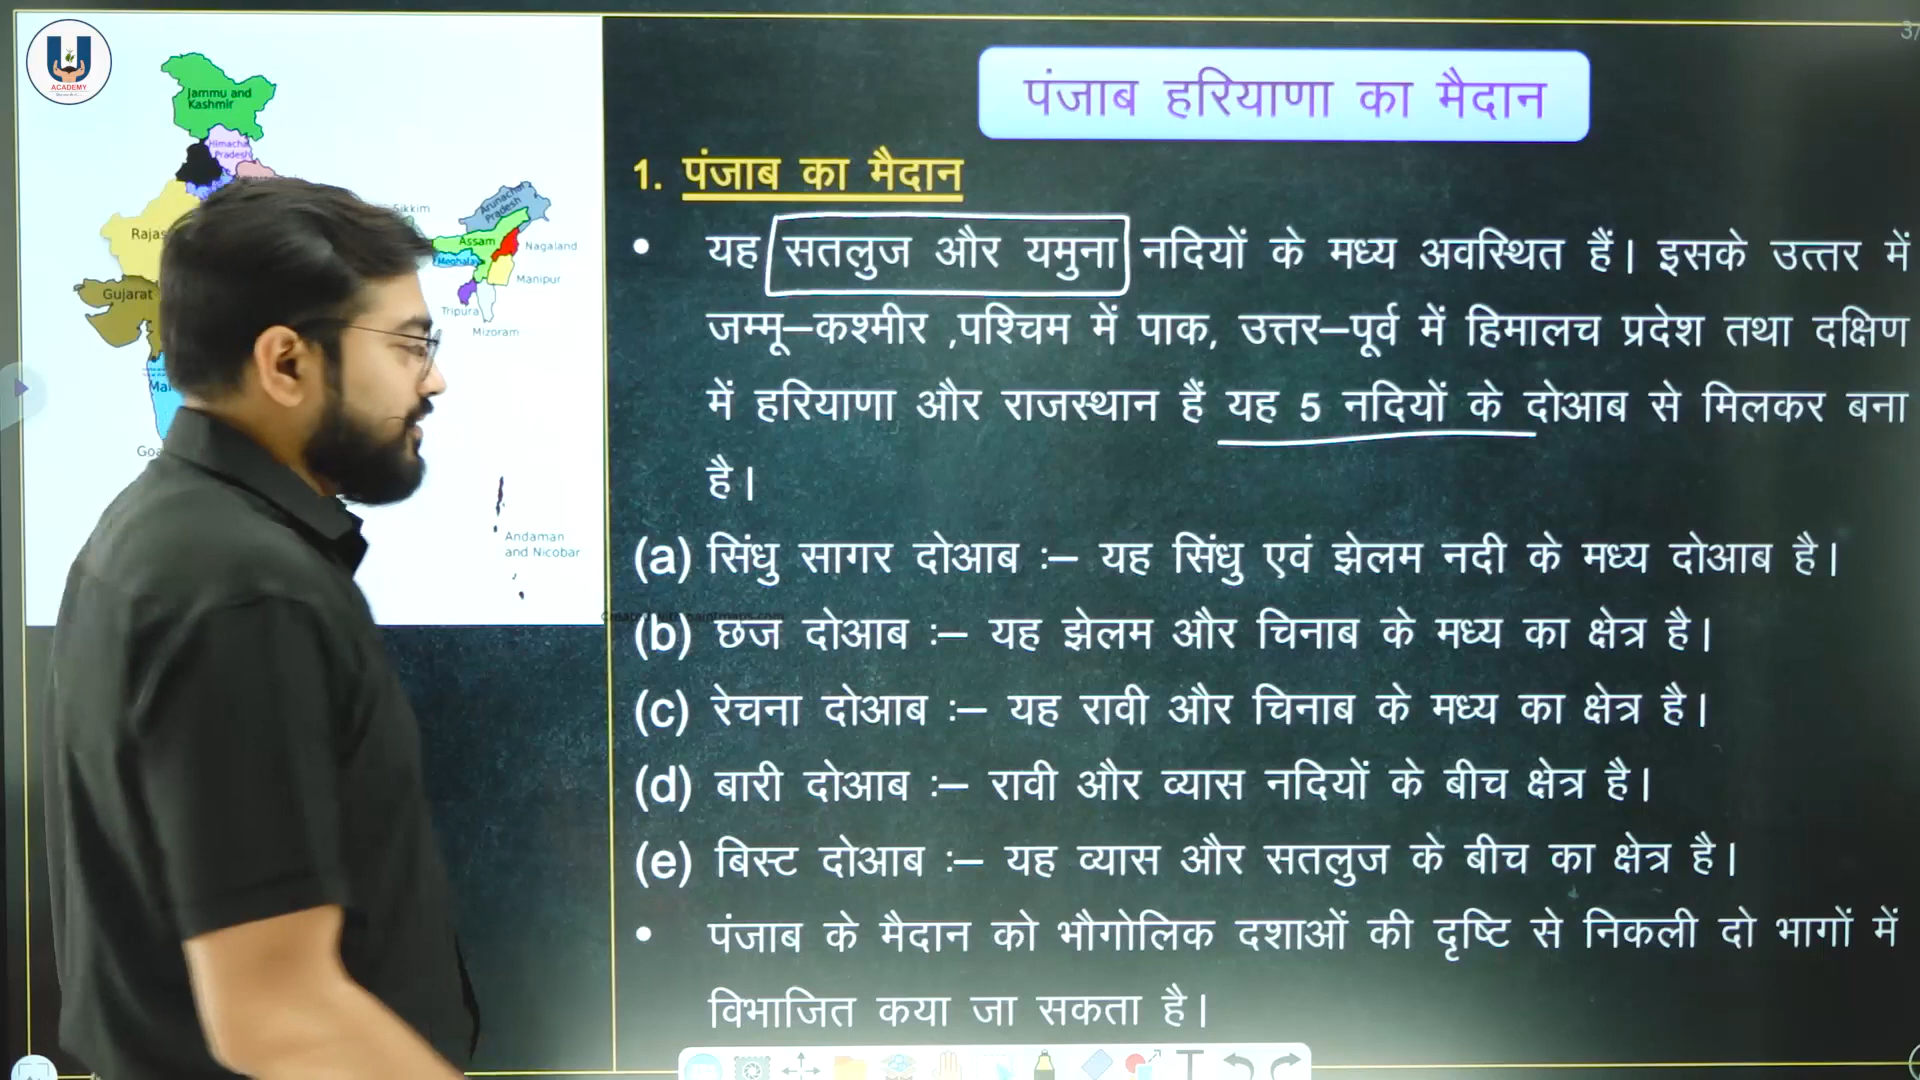 U
ACADEMY
Jammu and
Kashmir
Himachal
Pradesh
Sikkim
Arunachal
Pradesh
Assam
Nagaland
Meghalaya
Manipur
Gujarat
Tripura
Mizoram
Andaman
and Nicobar
पंजाब हरियाणा का मैदान
1. पंजाब का मैदान
• यह सतलुज और यमुना नदियों के मध्य अवस्थित हैं। इसके उत्तर में
जम्मू–कश्मीर ,पश्चिम में पाक, उत्तर–पूर्व में हिमालच प्रदेश तथा दक्षिण
में हरियाणा और राजस्थान हैं यह 5 नदियों के दोआब से मिलकर बना
है।
(a) सिंधु सागर दोआब :– यह सिंधु एवं झेलम नदी के मध्य दोआब है।
(b) छज दोआब :– यह झेलम और चिनाब के मध्य का क्षेत्र है।
(c) रेचना दोआब :– यह रावी और चिनाब के मध्य का क्षेत्र है।
(d) बारी दोआब :– रावी और व्यास नदियों के बीच क्षेत्र है।
(e) बिस्ट दोआब :– यह व्यास और सतलुज के बीच का क्षेत्र है।
• पंजाब के मैदान को भौगोलिक दशाओं की दृष्टि से निकली दो भागों में
विभाजित कया जा सकता है।